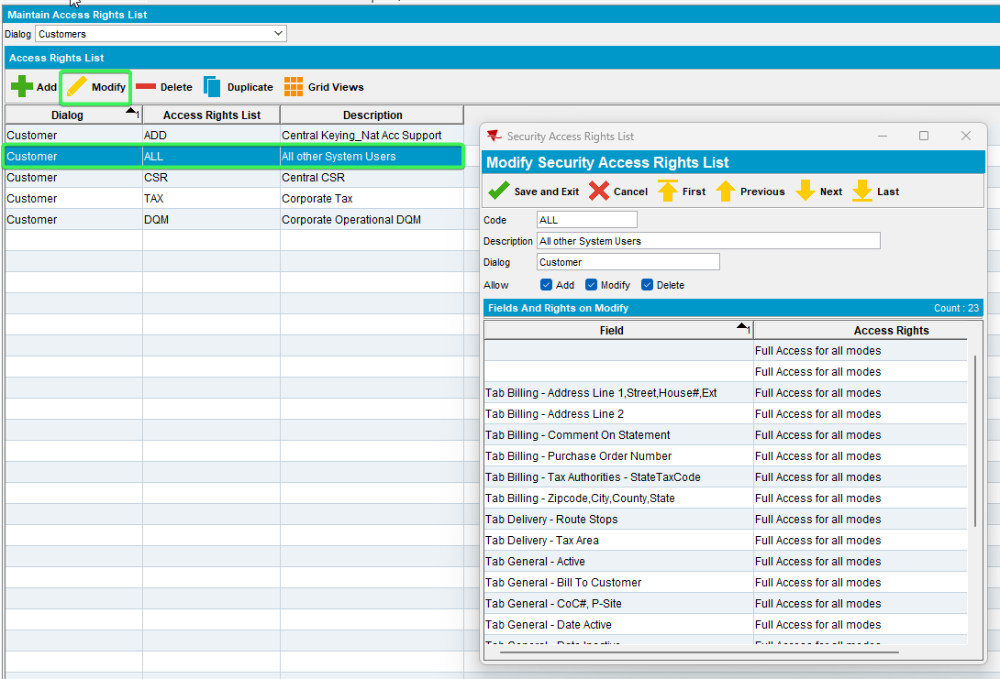 Maintain Access Rights List
Dialog Customers
Access Rights List
Add Modify Delete Duplicate Grid Views
Dialog 1 Access Rights List Description
Customer ADD Central Keying_Nat Acc Support
Customer ALL All other System Users
Customer CSR Central CSR
Customer TAX Corporate Tax
Customer DQM Corporate Operational DQM
Security Access Rights List
Modify Security Access Rights List
Save and Exit Cancel First Previous Next Last
Code ALL
Description All other System Users
Dialog Customer
Allow Add Modify Delete
Fields And Rights on Modify Count : 23
Field 1 Access Rights
Full Access for all modes
Full Access for all modes
Tab Billing - Address Line 1,Street,House#,Ext Full Access for all modes
Tab Billing - Address Line 2 Full Access for all modes
Tab Billing - Comment On Statement Full Access for all modes
Tab Billing - Purchase Order Number Full Access for all modes
Tab Billing - Tax Authorities - StateTaxCode Full Access for all modes
Tab Billing - Zipcode,City,County,State Full Access for all modes
Tab Delivery - Route Stops Full Access for all modes
Tab Delivery - Tax Area Full Access for all modes
Tab General - Active Full Access for all modes
Tab General - Bill To Customer Full Access for all modes
Tab General - CoC#, P-Site Full Access for all modes
Tab General - Date Active Full Access for all modes
Tab General - Date Inactive Full Access for all modes